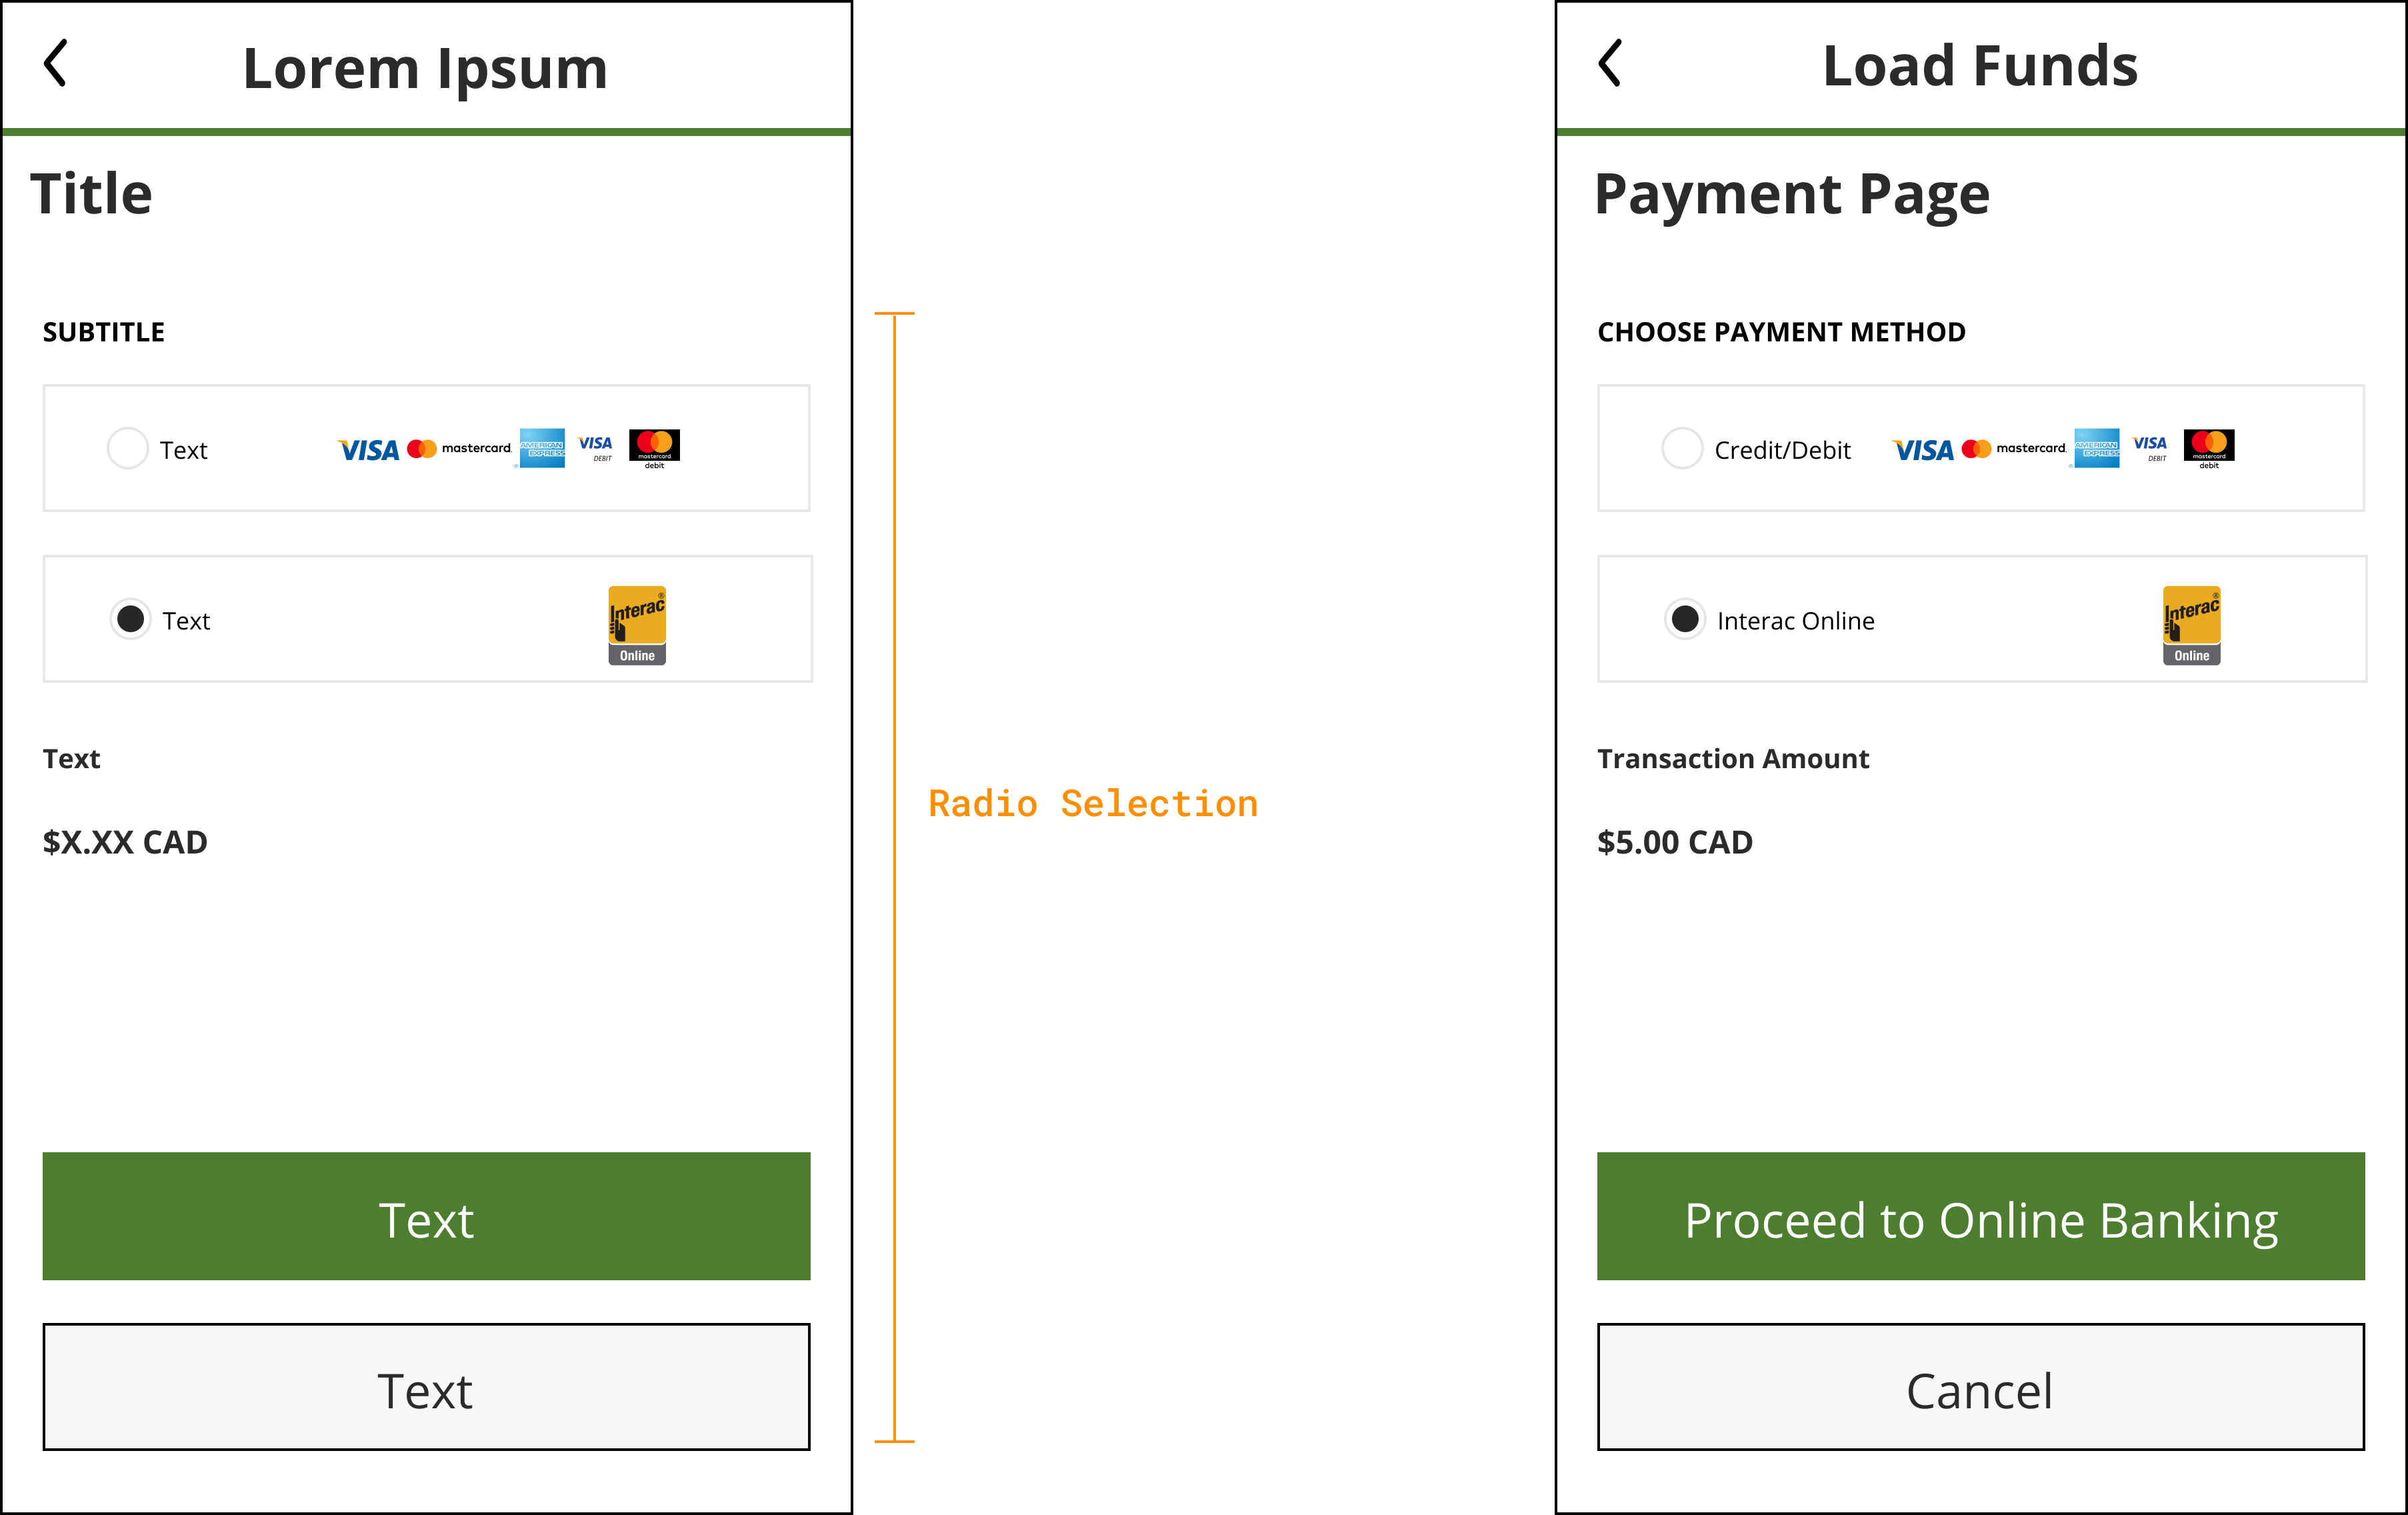 Lorem Ipsum
Title
SUBTITLE
Text
VISA
mastercard.
AMERICAN
EXPRESS
®
VISA
DEBIT
mastercard
debit
Text
Interac®
Online
Text
$X.XX CAD
Text
Text
Radio Selection
Load Funds
Payment Page
CHOOSE PAYMENT METHOD
Credit/Debit
VISA
mastercard.
AMERICAN
EXPRESS
®
VISA
DEBIT
mastercard
debit
Interac Online
Interac®
Online
Transaction Amount
$5.00 CAD
Proceed to Online Banking
Cancel